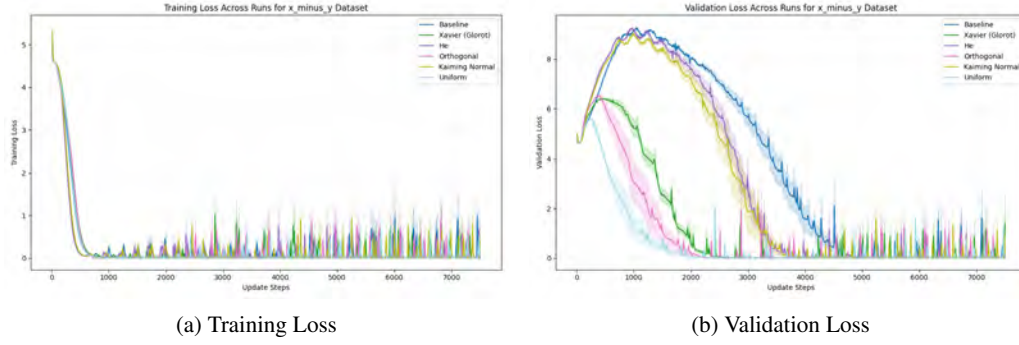 Training Loss Across Runs for x_minus_y Dataset
Training Loss
5
4
3
2
1
0
Baseline
Xavier (Glorot)
He
Orthogonal
Kaiming Normal
Uniform
0 1000 2000 3000 4000 5000 6000 7000
Update Steps
(a) Training Loss
Validation Loss Across Runs for x_minus_y Dataset
Validation Loss
8
6
4
2
0
Baseline
Xavier (Glorot)
He
Orthogonal
Kaiming Normal
Uniform
0 1000 2000 3000 4000 5000 6000 7000
Update Steps
(b) Validation Loss